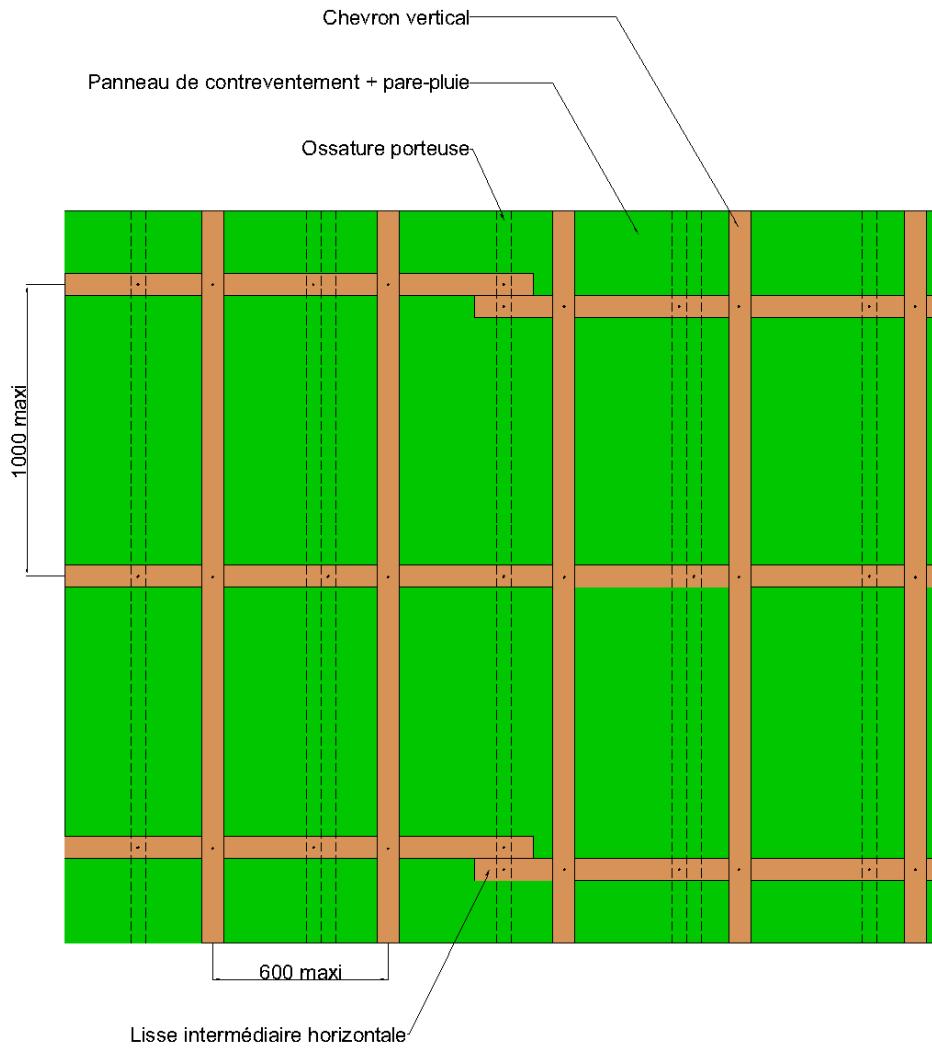 Chevron vertical
Panneau de contreventement + pare-pluie
Ossature porteuse
1000 maxi
600 maxi
Lisse intermédiaire horizontale